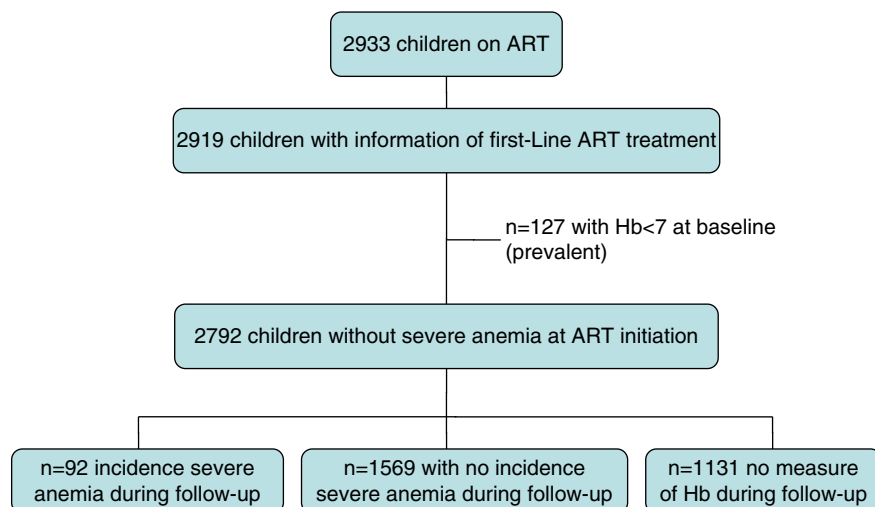 2933 children on ART
2919 children with information of first-Line ART treatment
n=127 with Hb<7 at baseline
(prevalent)
2792 children without severe anemia at ART initiation
n=92 incidence severe
anemia during follow-up
n=1569 with no incidence
severe anemia during follow-up
n=1131 no measure
of Hb during follow-up